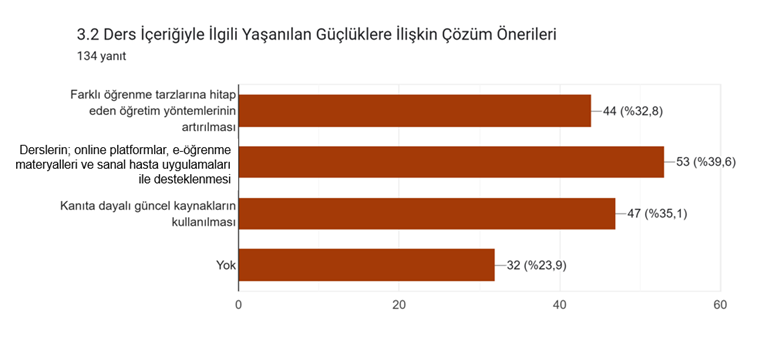 3.2 Ders İçeriğiyle İlgili Yaşanılan Güçlüklere İlişkin Çözüm Önerileri
134 yanıt
Farklı öğrenme tarzlarına hitap
eden öğretim yöntemlerinin
artırılması
44 (%32,8)
Derslerin; online platformlar, e-öğrenme
materyalleri ve sanal hasta uygulamaları
ile desteklenmesi
53 (%39,6)
Kanıta dayalı güncel kaynakların
kullanılması
47 (%35,1)
Yok
32 (%23,9)
0
20
40
60